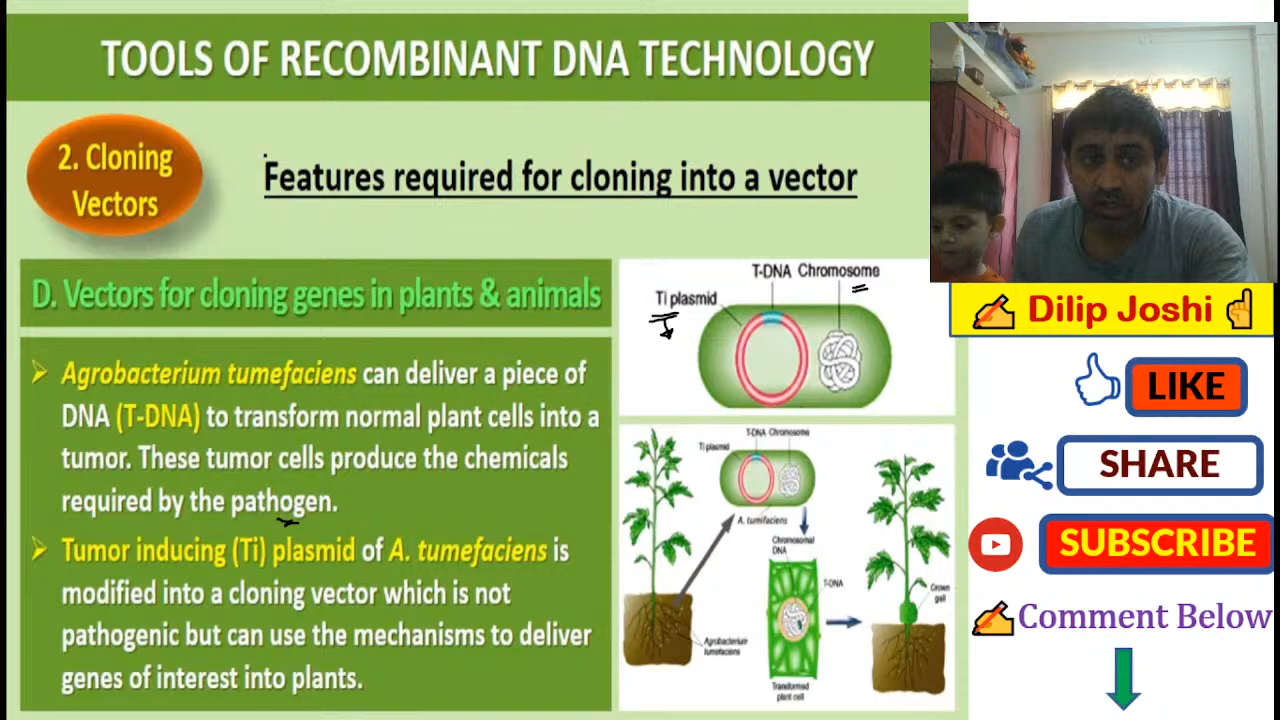 TOOLS OF RECOMBINANT DNA TECHNOLOGY
2. Cloning
Vectors
Features required for cloning into a vector
D. Vectors for cloning genes in plants & animals
Agrobacterium tumefaciens can deliver a piece of
DNA (T-DNA) to transform normal plant cells into a
tumor. These tumor cells produce the chemicals
required by the pathogen.
Tumor inducing (Ti) plasmid of A. tumefaciens is
modified into a cloning vector which is not
pathogenic but can use the mechanisms to deliver
genes of interest into plants.
T-DNA Chromosome
Ti plasmid
T-DNA Chromosome
Ti plasmid
A. tumifaciens
Chromosomal
DNA
T-DNA
Crown
gall
Agrobacterium
tumefaciens
Transformed
plant cell
Dilip Joshi
LIKE
SHARE
SUBSCRIBE
Comment Below